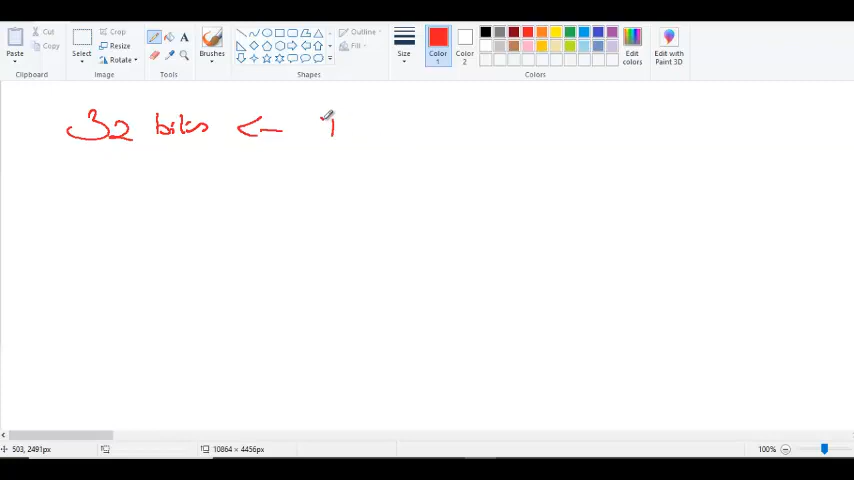 Paste
Cut
Copy
Clipboard
Select
Crop
Resize
Rotate
Image
Tools
Brushes
Shapes
Outline
Fill
Size
Color 1
Color 2
Colors
Edit colors
Edit with Paint 3D
32 bits <-
503, 2491px
10864 × 4456px
100%